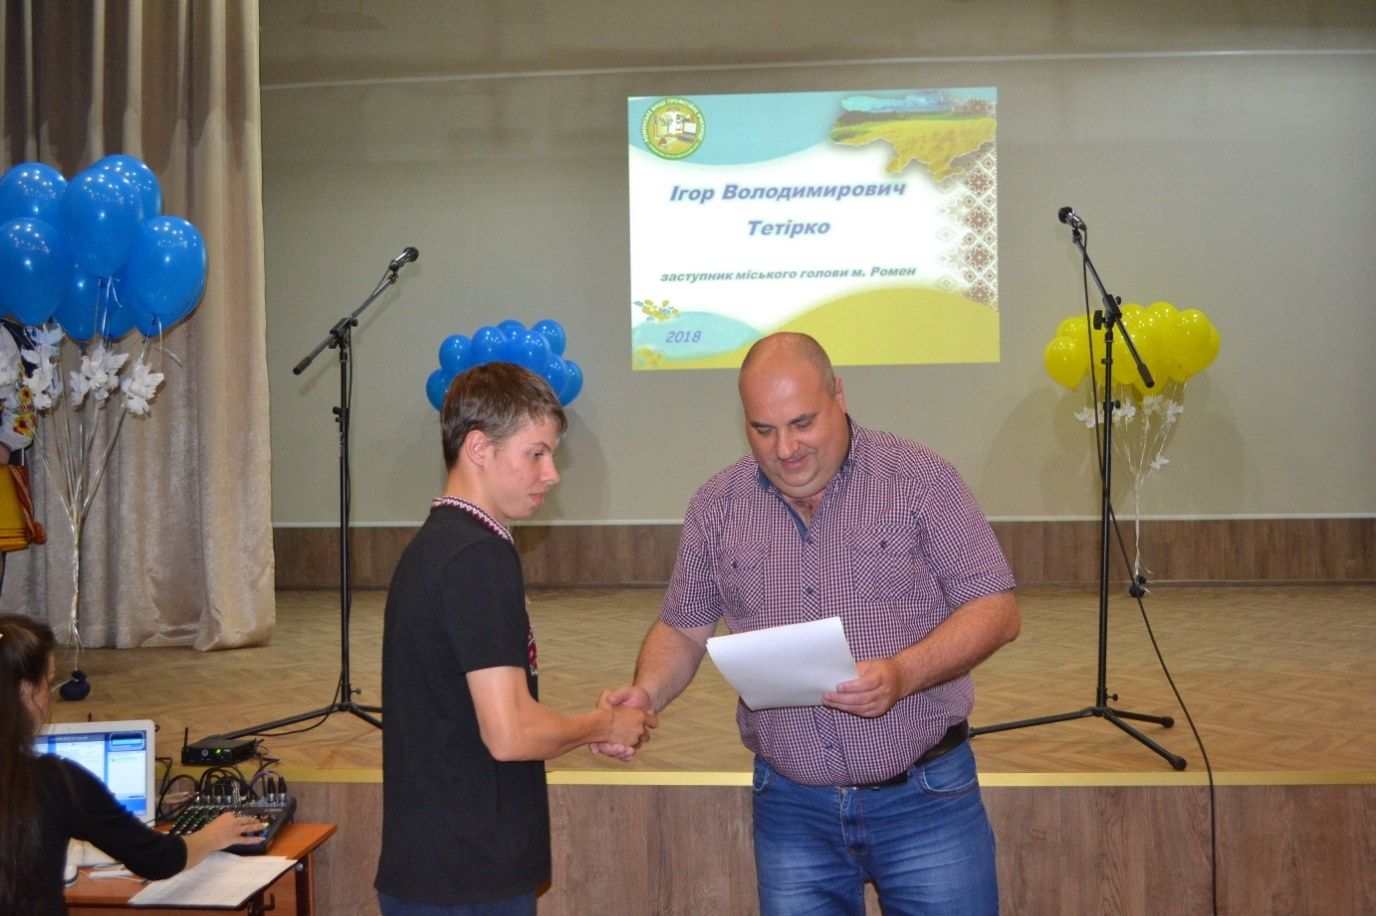 Ігор Володимирович
Тетірко
заступник міського голови м. Ромен
2018